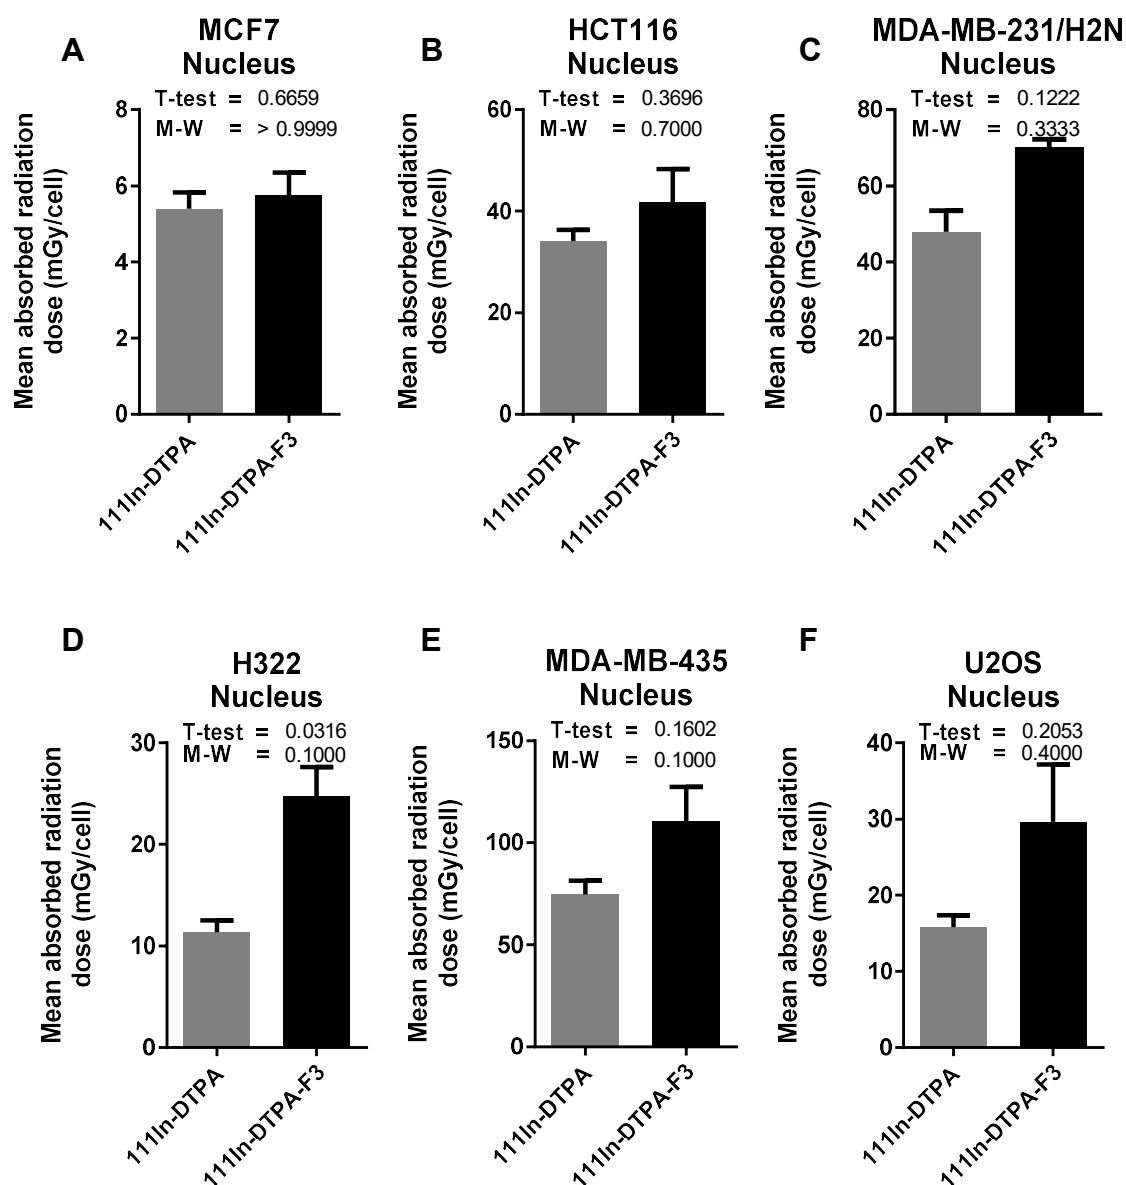 A
MCF7
Nucleus
T-test = 0.6659
M-W = > 0.9999
Mean absorbed radiation
dose (mGy/cell)
8
6
4
2
0
111In-DTPA
111In-DTPA-F3
B
HCT116
Nucleus
T-test = 0.3696
M-W = 0.7000
Mean absorbed radiation
dose (mGy/cell)
60
40
20
0
111In-DTPA
111In-DTPA-F3
C
MDA-MB-231/H2N
Nucleus
T-test = 0.1222
M-W = 0.3333
Mean absorbed radiation
dose (mGy/cell)
80
60
40
20
0
111In-DTPA
111In-DTPA-F3
D
H322
Nucleus
T-test = 0.0316
M-W = 0.1000
Mean absorbed radiation
dose (mGy/cell)
30
20
10
0
111In-DTPA
111In-DTPA-F3
E
MDA-MB-435
Nucleus
T-test = 0.1602
M-W = 0.1000
Mean absorbed radiation
dose (mGy/cell)
150
100
50
0
111In-DTPA
111In-DTPA-F3
F
U2OS
Nucleus
T-test = 0.2053
M-W = 0.4000
Mean absorbed radiation
dose (mGy/cell)
40
30
20
10
0
111In-DTPA
111In-DTPA-F3